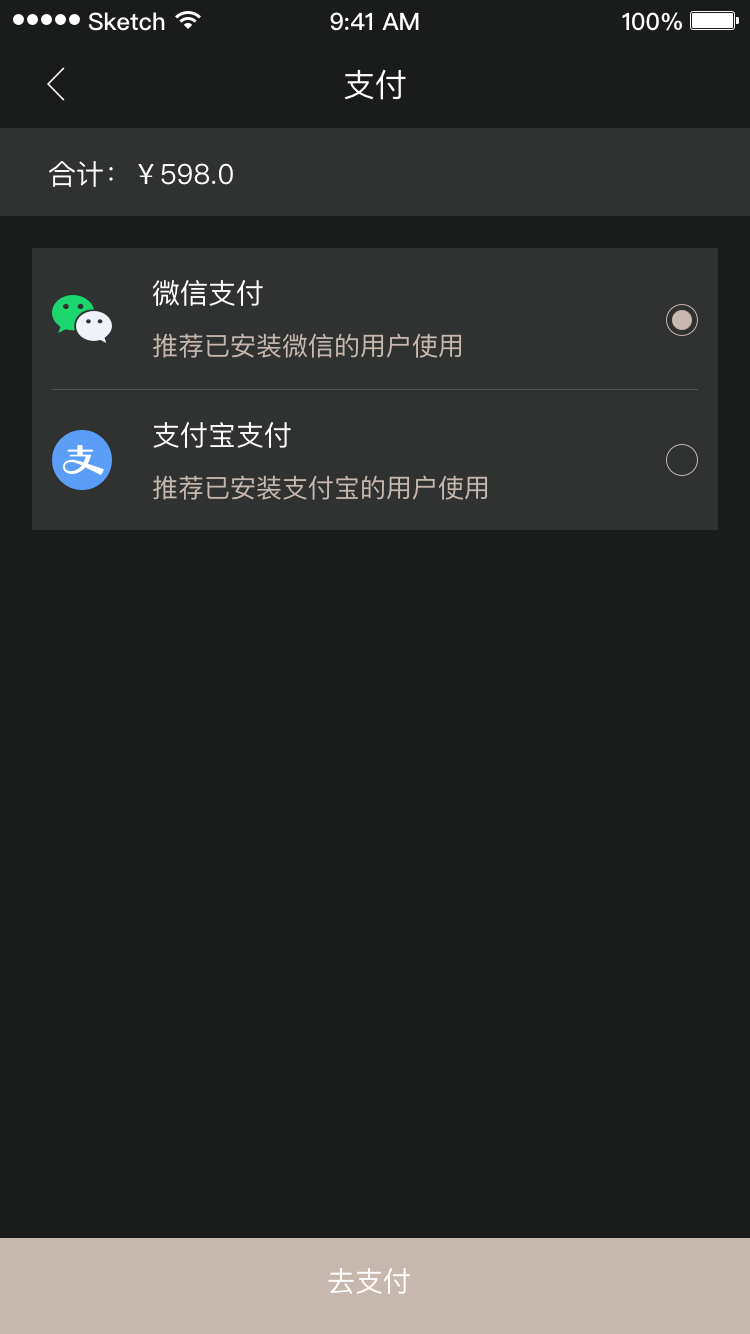 Sketch 9:41 AM 100%
支付
合计：￥598.0
微信支付
推荐已安装微信的用户使用
支付宝支付
推荐已安装支付宝的用户使用
去支付